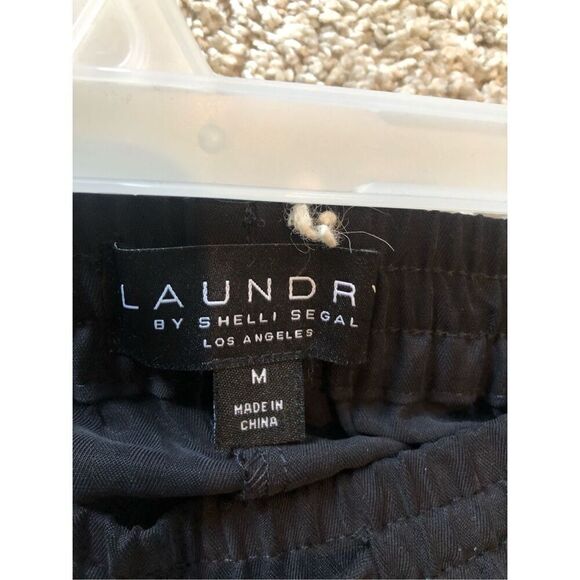 LAUNDRY
BY SHELLI SEGAL
LOS ANGELES
M
MADE IN
CHINA